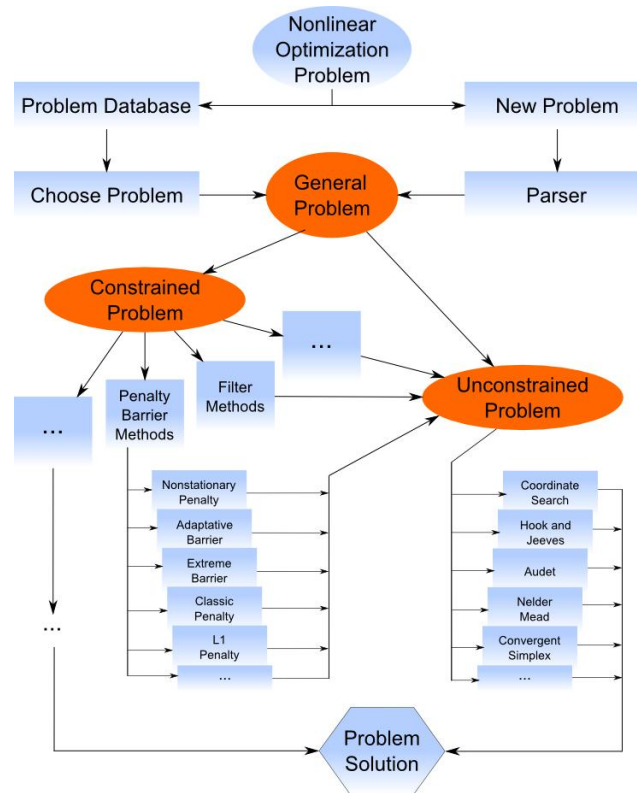 Nonlinear
Optimization
Problem
Problem Database
New Problem
Choose Problem
General
Problem
Parser
Constrained
Problem
...
Unconstrained
Problem
Filter
Methods
Penalty
Barrier
Methods
...
Nonstationary
Penalty
Adaptative
Barrier
Extreme
Barrier
Classic
Penalty
L1
Penalty
...
Coordinate
Search
Hook and
Jeeves
Audet
Nelder
Mead
Convergent
Simplex
...
...
Problem
Solution